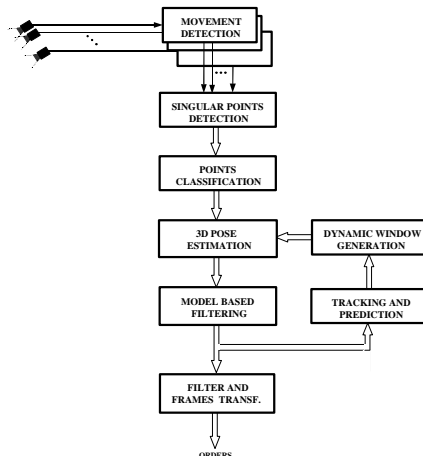 MOVEMENT
DETECTION
SINGULAR POINTS
DETECTION
POINTS
CLASSIFICATION
3D POSE
ESTIMATION
DYNAMIC WINDOW
GENERATION
MODEL BASED
FILTERING
TRACKING AND
PREDICTION
FILTER AND
FRAMES TRANSF.
ORDERS